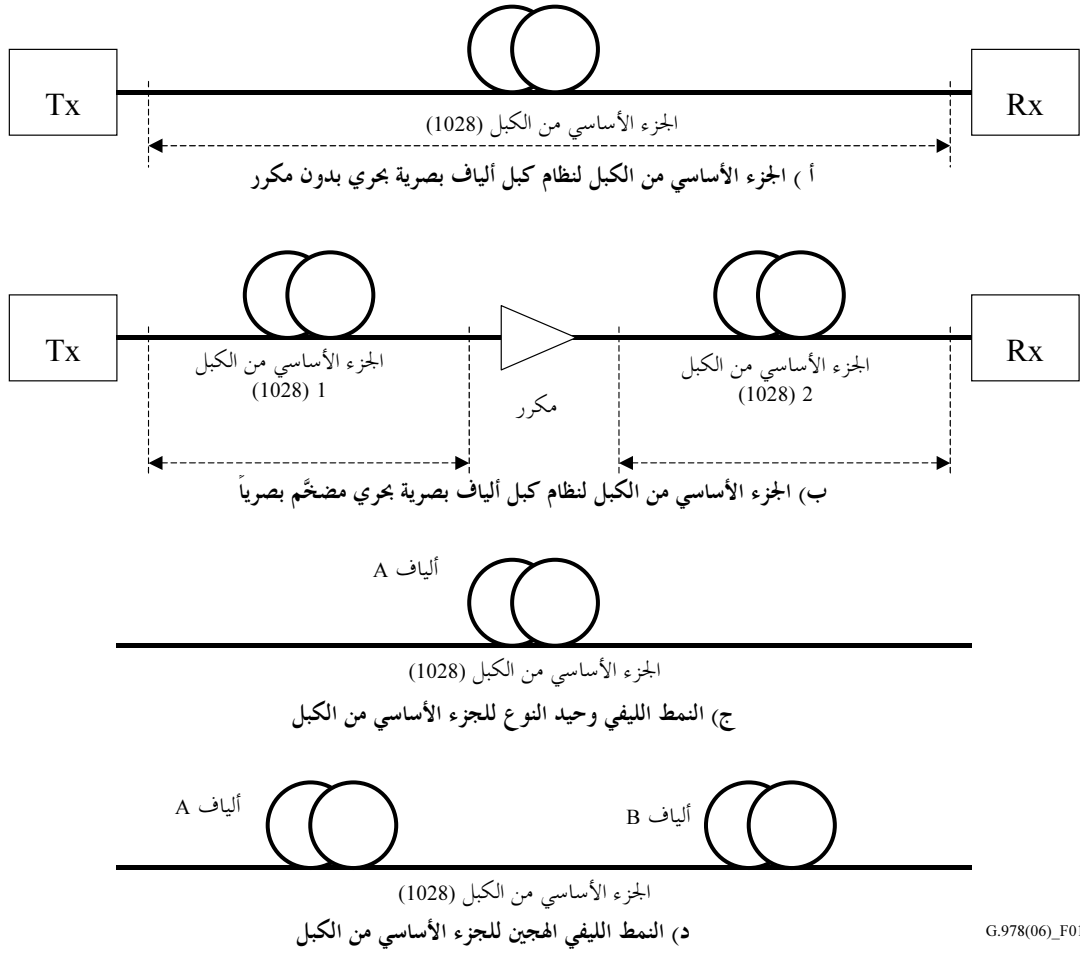 Tx
Rx
الجزء الأساسي من الكبل (1028)
أ ) الجزء الأساسي من الكبل لنظام كبل ألياف بصرية بحري بدون مكرر
Tx
Rx
الجزء الأساسي من الكبل
1 (1028)
مكرر
الجزء الأساسي من الكبل
2 (1028)
ب) الجزء الأساسي من الكبل لنظام كبل ألياف بصرية بحري مضخَّم بصرياً
ألياف A
الجزء الأساسي من الكبل (1028)
ج) النمط الليفي وحيد النوع للجزء الأساسي من الكبل
ألياف A
ألياف B
الجزء الأساسي من الكبل (1028)
د) النمط الليفي الهجين للجزء الأساسي من الكبل
G.978(06)_F01